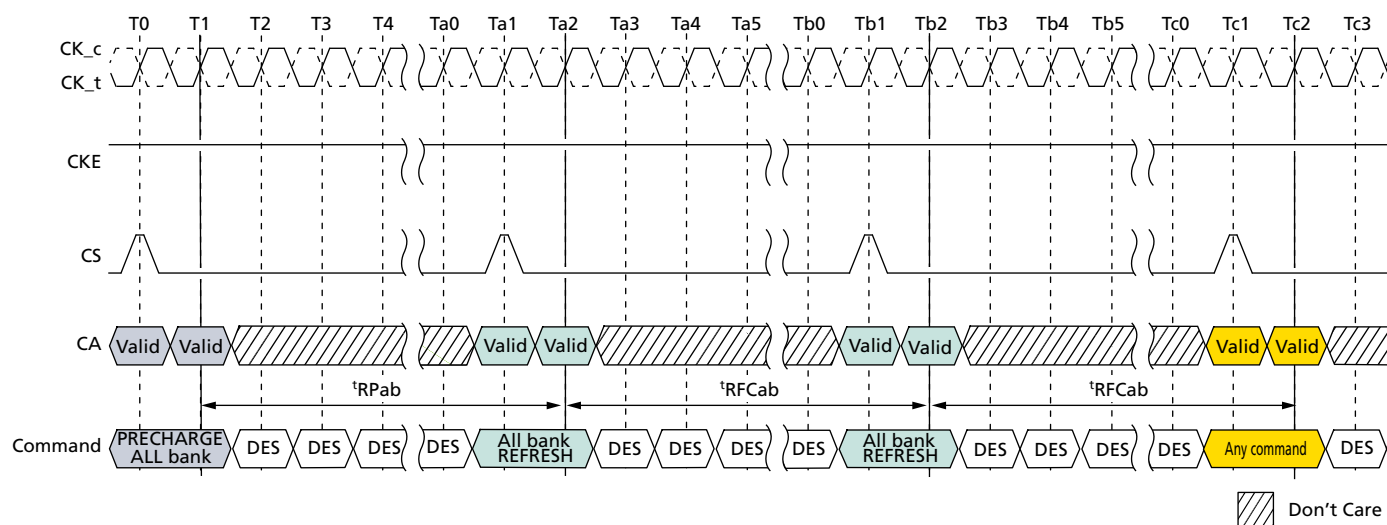 T0 T1 T2 T3 T4 Ta0 Ta1 Ta2 Ta3 Ta4 Ta5 Tb0 Tb1 Tb2 Tb3 Tb4 Tb5 Tc0 Tc1 Tc2 Tc3
CK_c
CK_t
CKE
CS
CA Valid Valid Valid Valid Valid Valid Valid Valid
tRPab tRFCab tRFCab
Command PRECHARGE ALL bank DES DES DES DES All bank REFRESH DES DES DES DES All bank REFRESH DES DES DES DES Any command DES
Don't Care